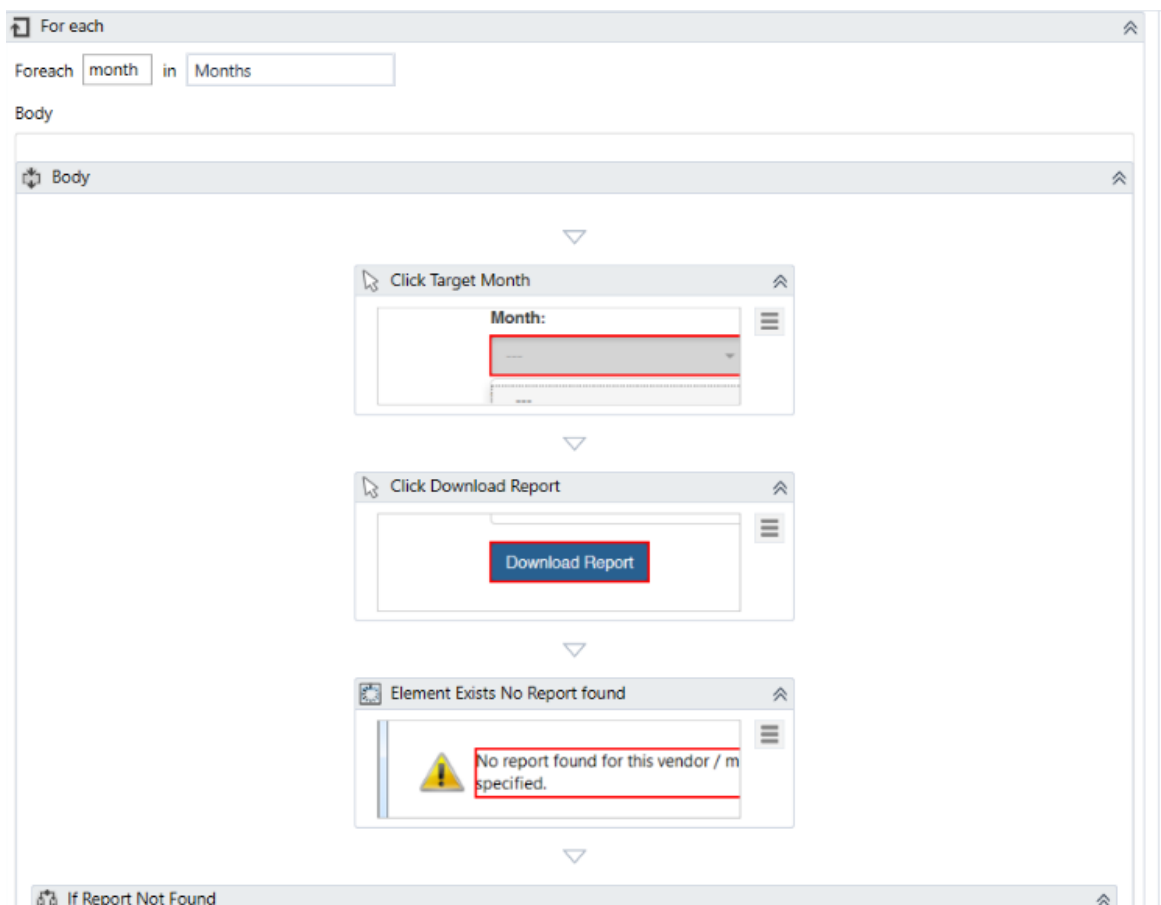 For each
Foreach month in Months
Body
Body
Click Target Month
Month:
---
---
Click Download Report
Download Report
Element Exists No Report found
No report found for this vendor / m
specified.
If Report Not Found